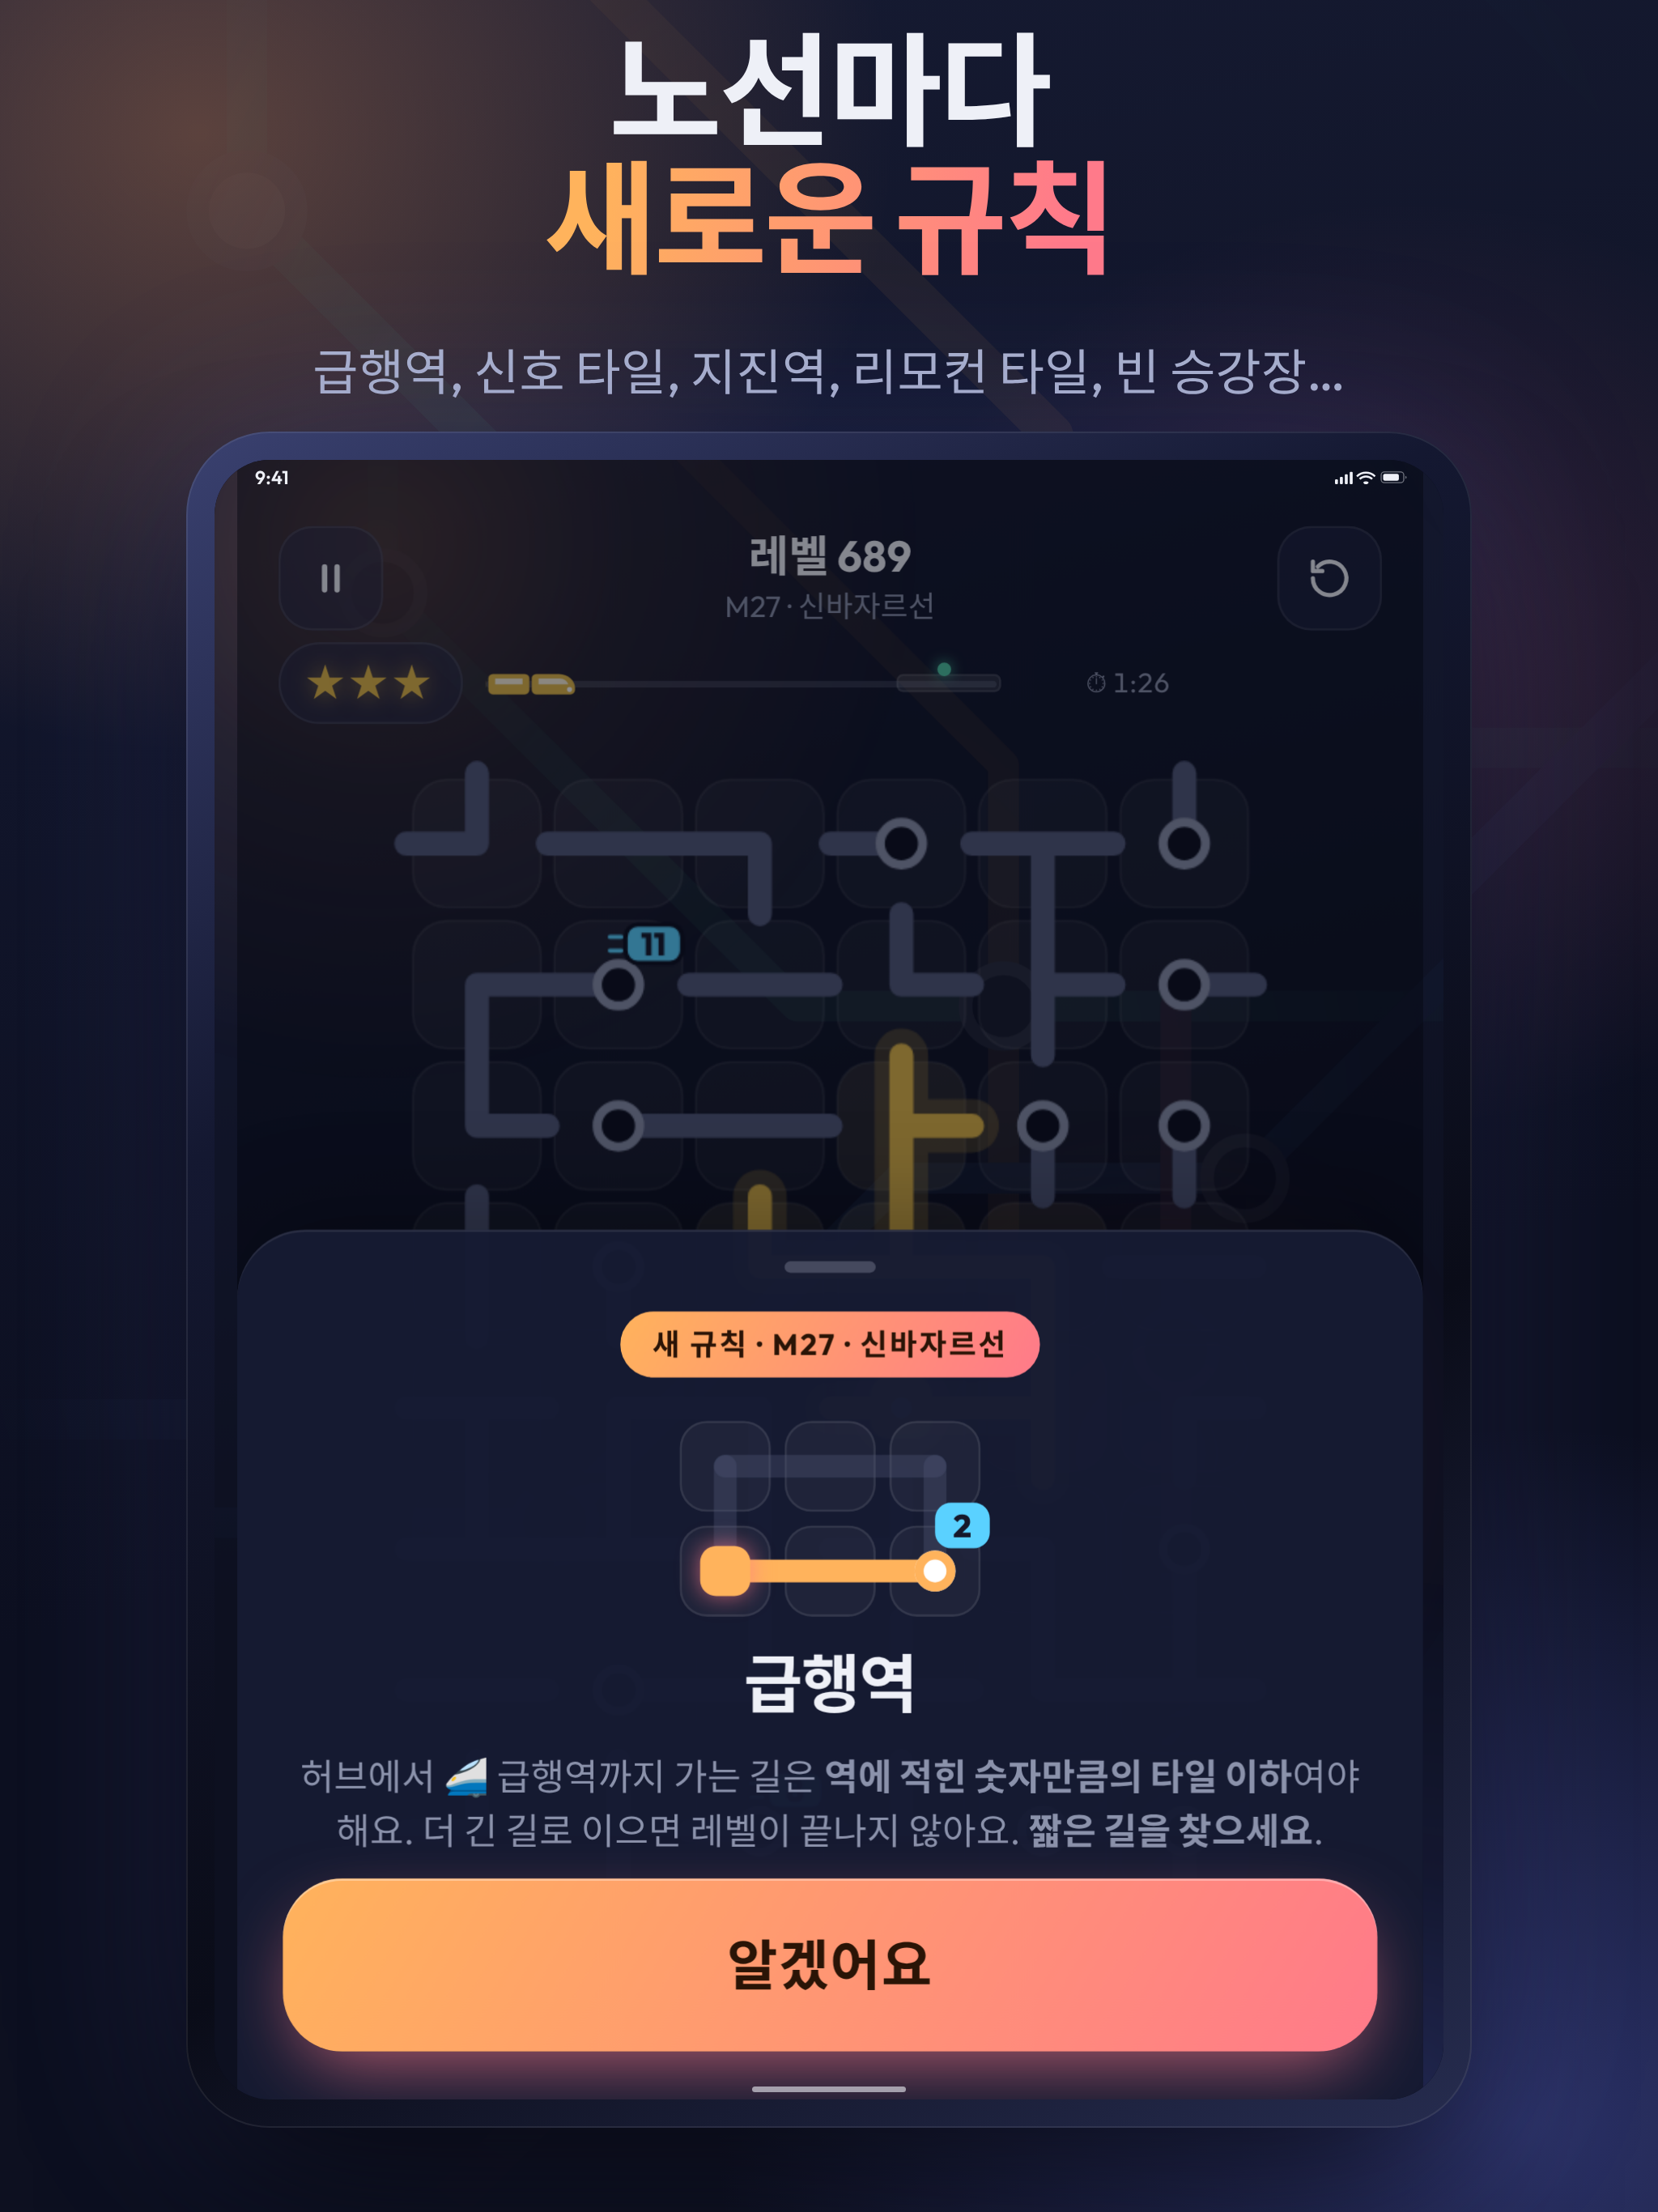 노선마다
새로운 규칙
급행역, 신호 타일, 지진역, 리모컨 타일, 빈 승강장...
9:41
레벨 689
M27 · 신바자르선
1:26
11
새 규칙 · M27 · 신바자르선
2
급행역
허브에서 🚄 급행역까지 가는 길은 역에 적힌 숫자만큼의 타일 이하여야
해요. 더 긴 길로 이으면 레벨이 끝나지 않아요. 짧은 길을 찾으세요.
알겠어요